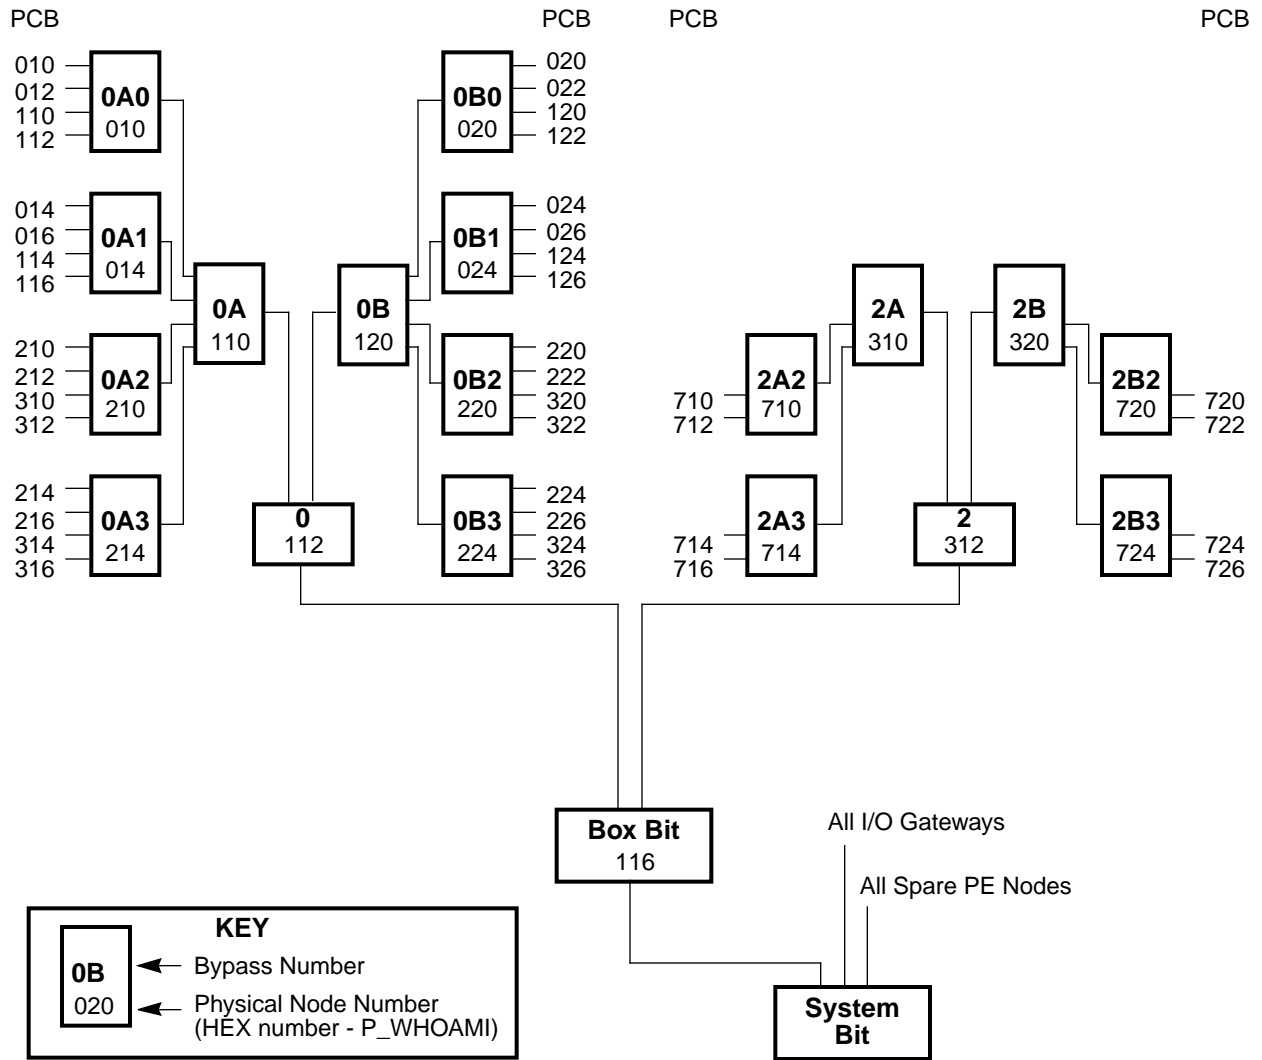 PCB
PCB
PCB
PCB
010
012
110
112
0A0
010
0B0
020
020
022
120
122
014
016
114
116
0A1
014
0B1
024
024
026
124
126
0A
110
0B
120
2A
310
2B
320
210
212
310
312
0A2
210
0B2
220
220
222
320
322
710
712
2A2
710
2B2
720
720
722
214
216
314
316
0A3
214
0
112
0B3
224
224
226
324
326
714
716
2A3
714
2
312
2B3
724
724
726
Box Bit
116
All I/O Gateways
All Spare PE Nodes
System
Bit
KEY
0B
020
Bypass Number
Physical Node Number
(HEX number - P_WHOAMI)